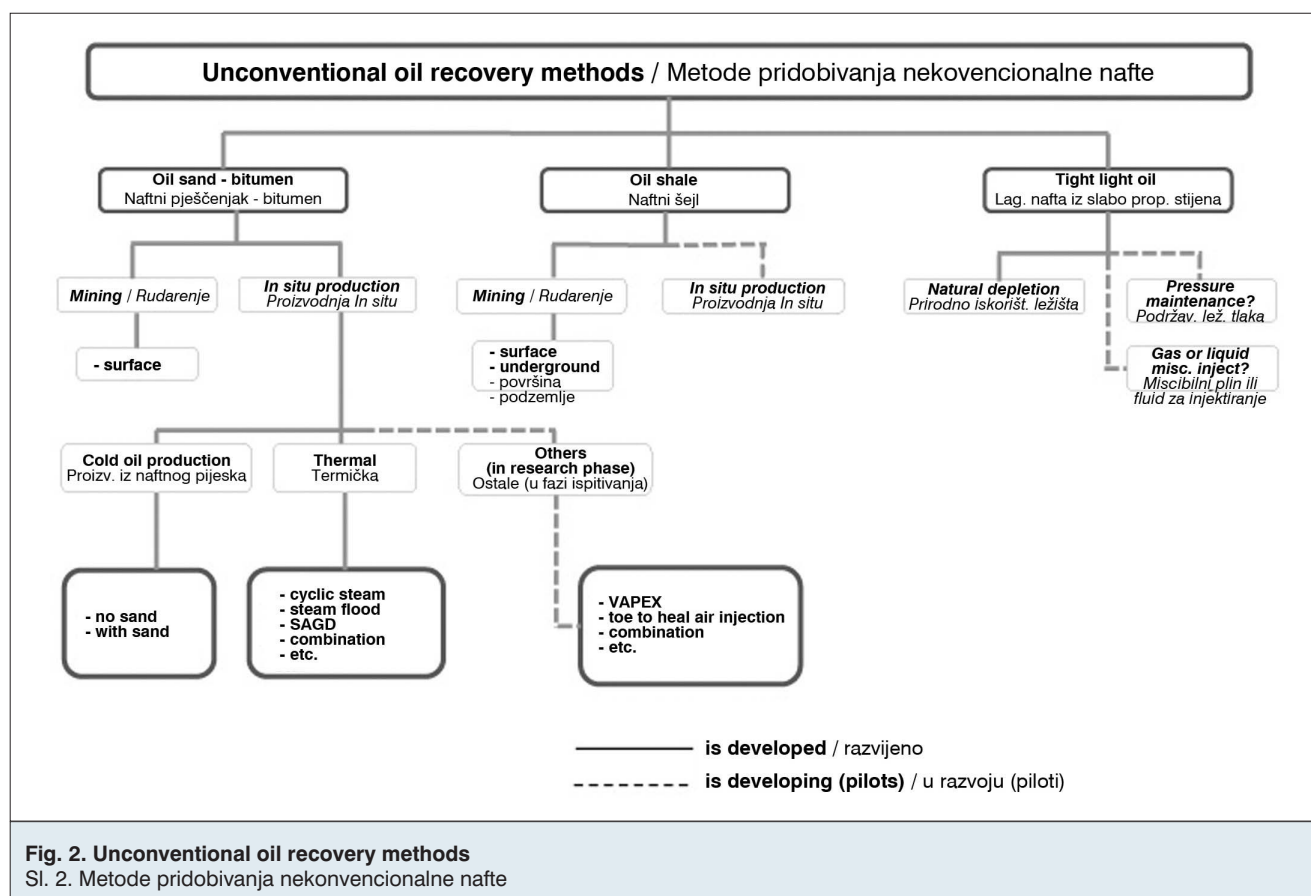 Unconventional oil recovery methods / Metode pridobivanja nekovencionalne nafte
Oil sand - bitumen
Naftni pješčenjak - bitumen
Oil shale
Naftni šejl
Tight light oil
Lag. nafta iz slabo prop. stijena
Mining / Rudarenje
In situ production
Proizvodnja In situ
Mining / Rudarenje
In situ production
Proizvodnja In situ
Natural depletion
Prirodno iskorišt. ležišta
Pressure
maintenance?
Podržav. lež. tlaka
- surface
- surface
- underground
- površina
- podzemlje
Gas or liquid
misc. inject?
Miscibilni plin ili
fluid za injektiranje
Cold oil production
Proizv. iz naftnog pijeska
Thermal
Termička
Others
(in research phase)
Ostale (u fazi ispitivanja)
- no sand
- with sand
- cyclic steam
- steam flood
- SAGD
- combination
- etc.
- VAPEX
- toe to heal air injection
- combination
- etc.
is developed / razvijeno
is developing (pilots) / u razvoju (piloti)
Fig. 2. Unconventional oil recovery methods
Sl. 2. Metode pridobivanja nekonvencionalne nafte